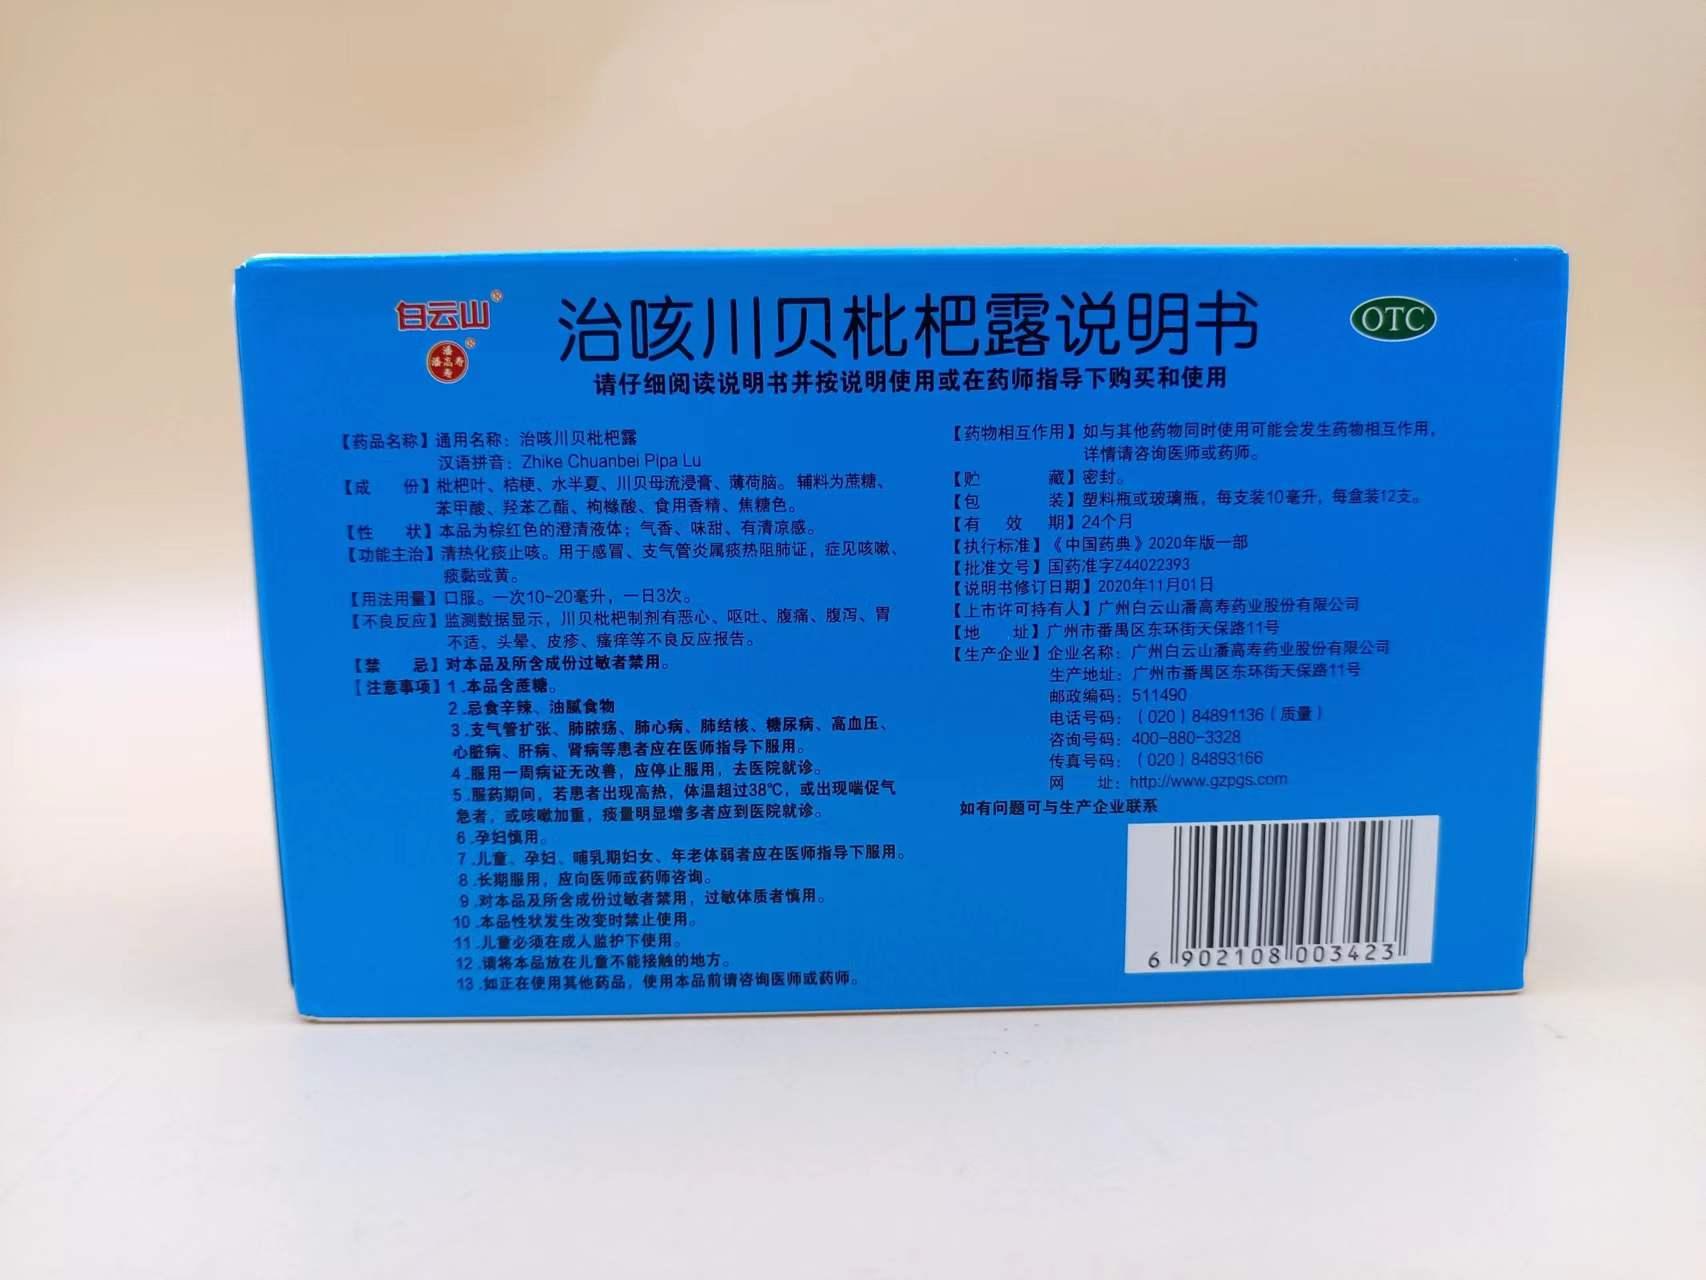 白云山
潘高寿
治咳川贝枇杷露说明书
OTC
请仔细阅读说明书并按说明使用或在药师指导下购买和使用
【药品名称】通用名称：治咳川贝枇杷露
汉语拼音：Zhike Chuanbei Pipa Lu
【成 份】枇杷叶、桔梗、水半夏、川贝母流浸膏、薄荷脑。辅料为蔗糖、
苯甲酸、羟苯乙酯、枸橼酸、食用香精、焦糖色。
【性 状】本品为棕红色的澄清液体；气香、味甜、有清凉感。
【功能主治】清热化痰止咳。用于感冒、支气管炎属痰热阻肺证，症见咳嗽、
痰黏或黄。
【用法用量】口服。一次10~20毫升，一日3次。
【不良反应】监测数据显示，川贝枇杷制剂有恶心、呕吐、腹痛、腹泻、胃
不适、头晕、皮疹、瘙痒等不良反应报告。
【禁 忌】对本品及所含成份过敏者禁用。
【注意事项】1.本品含蔗糖。
2.忌食辛辣、油腻食物
3.支气管扩张、肺脓疡、肺心病、肺结核、糖尿病、高血压、
心脏病、肝病、肾病等患者应在医师指导下服用。
4.服用一周病证无改善，应停止服用，去医院就诊。
5.服药期间，若患者出现高热，体温超过38℃，或出现喘促气
急者，或咳嗽加重，痰量明显增多者应到医院就诊。
6.孕妇慎用。
7.儿童、孕妇、哺乳期妇女、年老体弱者应在医师指导下服用。
8.长期服用，应向医师或药师咨询。
9.对本品及所含成份过敏者禁用，过敏体质者慎用。
10.本品性状发生改变时禁止使用。
11.儿童必须在成人监护下使用。
12.请将本品放在儿童不能接触的地方。
13.如正在使用其他药品，使用本品前请咨询医师或药师。
【药物相互作用】如与其他药物同时使用可能会发生药物相互作用，
详情请咨询医师或药师。
【贮 藏】密封。
【包 装】塑料瓶或玻璃瓶，每支装10毫升，每盒装12支。
【有 效 期】24个月
【执行标准】《中国药典》2020年版一部
【批准文号】国药准字Z44022393
【说明书修订日期】2020年11月01日
【上市许可持有人】广州白云山潘高寿药业股份有限公司
【地 址】广州市番禺区东环街天保路11号
【生产企业】企业名称：广州白云山潘高寿药业股份有限公司
生产地址：广州市番禺区东环街天保路11号
邮政编码：511490
电话号码：（020）84891136（质量）
咨询号码：400-880-3328
传真号码：（020）84893166
网 址：http://www.gzpgs.com
如有问题可与生产企业联系
6 902108 003423